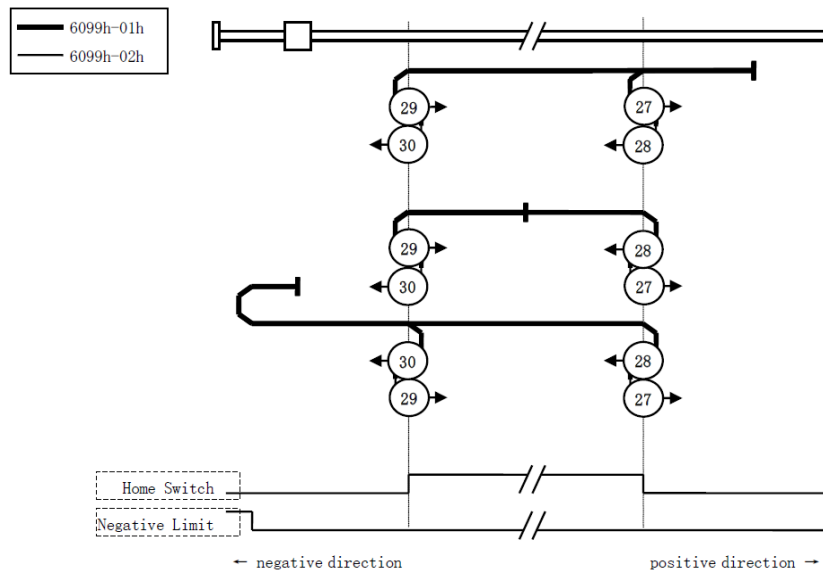 6099h-01h
6099h-02h
29
27
30
28
29
28
30
27
30
28
29
27
Home Switch
Negative Limit
← negative direction
positive direction →